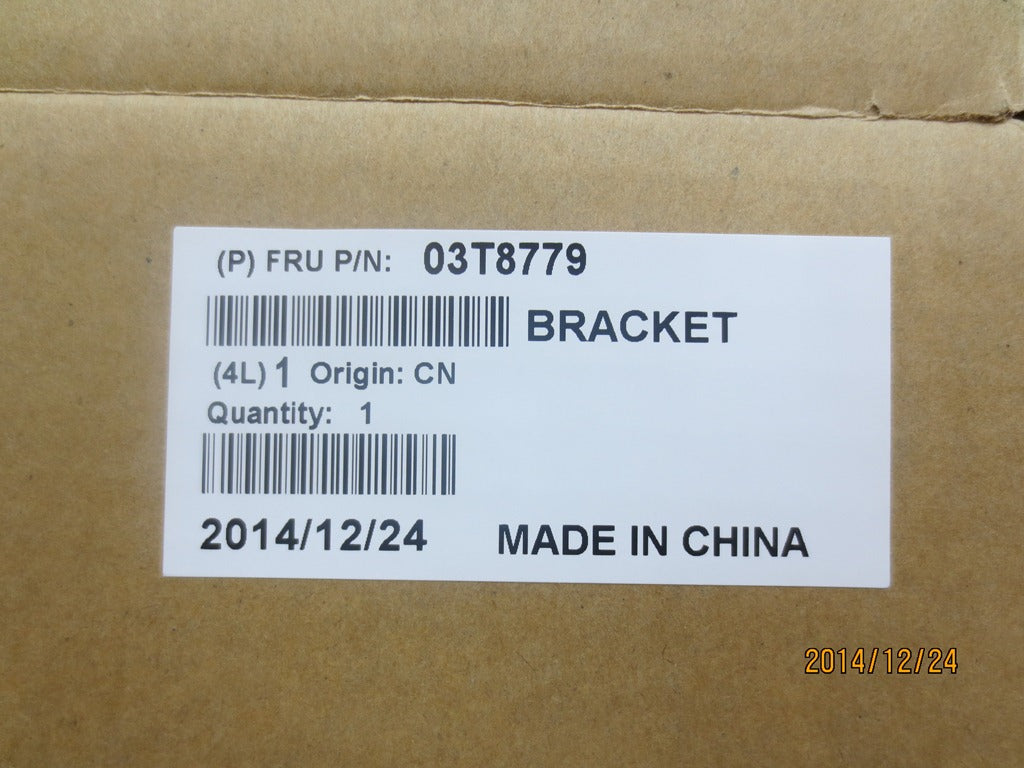 (P) FRU P/N: 03T8779
BRACKET
(4L) 1 Origin: CN
Quantity: 1
2014/12/24 MADE IN CHINA
2014/12/24